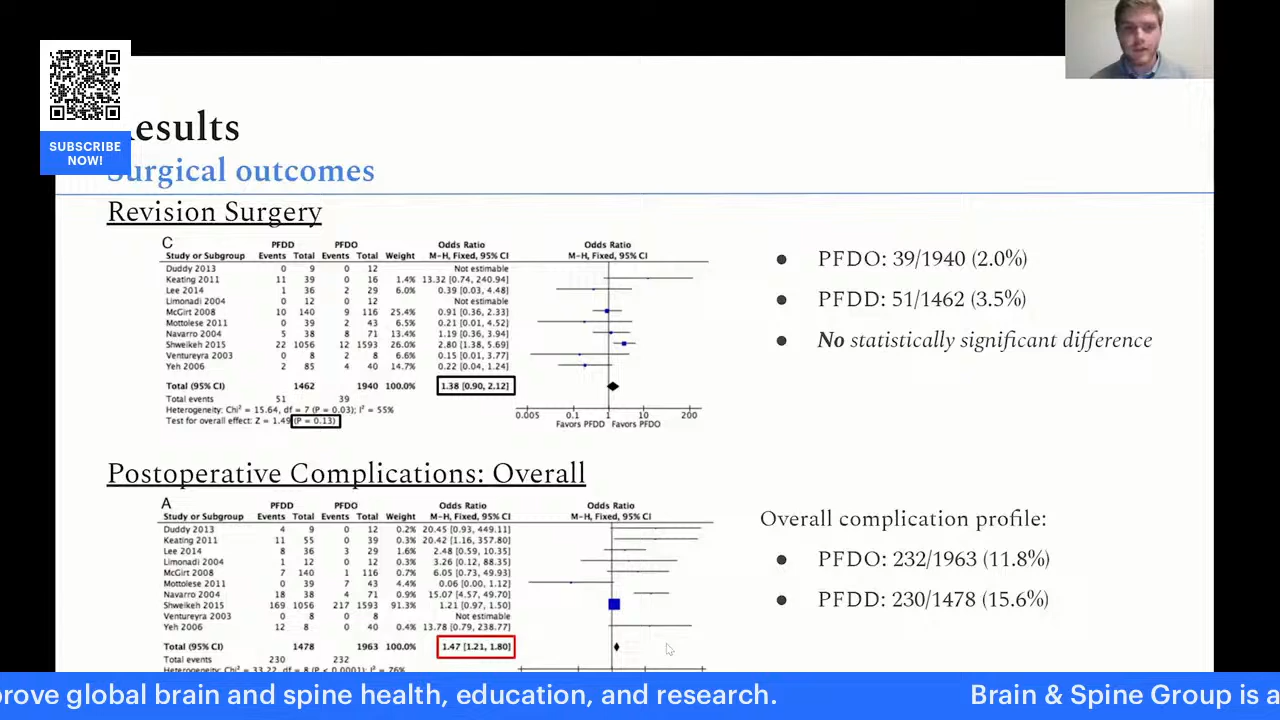 SUBSCRIBE
NOW!
Results
Surgical outcomes
Revision Surgery
C
PFDD PFDO Odds Ratio Odds Ratio
Study or Subgroup Events Total Events Total Weight M-H, Fixed, 95% CI M-H, Fixed, 95% CI
Duddy 2013 0 9 0 12 Not estimable
Keating 2011 11 39 0 16 1.4% 13.32 [0.74, 240.94]
Lee 2014 1 36 2 29 6.0% 0.39 [0.03, 4.48]
Limonadi 2004 0 12 0 12 Not estimable
McGirt 2008 10 140 9 116 25.4% 0.91 [0.36, 2.33]
Mottolese 2011 0 39 2 43 6.5% 0.21 [0.01, 4.52]
Navarro 2004 5 38 8 71 1.19 [0.36, 3.94]
Shweikeh 2015 22 1056 12 1593 26.0% 2.80 [1.38, 5.69]
Ventureyra 2003 0 8 2 8 6.6% 0.15 [0.01, 3.77]
Yeh 2006 2 85 4 40 14.7% 0.22 [0.04, 1.24]
Total (95% CI) 1462 1940 100.0% 1.38 [0.90, 2.12]
Total events 51 39
Heterogeneity: Chi² = 15.64, df = 7 (P = 0.03); I² = 55%
Test for overall effect: Z = 1.49 (P = 0.13)
0.005 0.1 1 10 200
Favors PFDD Favors PFDO
● PFDO: 39/1940 (2.0%)
● PFDD: 51/1462 (3.5%)
● No statistically significant difference
Postoperative Complications: Overall
A
PFDD PFDO Odds Ratio Odds Ratio
Study or Subgroup Events Total Events Total Weight M-H, Fixed, 95% CI M-H, Fixed, 95% CI
Duddy 2013 4 9 0 12 0.2% 20.45 [0.93, 449.11]
Keating 2011 11 55 0 39 0.2% 20.42 [1.16, 357.80]
Lee 2014 8 36 3 29 1.6% 2.48 [0.59, 10.35]
Limonadi 2004 1 12 0 12 0.3% 3.26 [0.12, 88.35]
McGirt 2008 7 140 1 116 0.7% 6.05 [0.73, 49.93]
Mottolese 2011 0 39 7 43 4.4% 0.06 [0.00, 1.12]
Navarro 2004 18 38 4 71 0.9% 15.07 [4.57, 49.70]
Shweikeh 2015 169 1056 217 1593 91.3% 1.21 [0.97, 1.50]
Ventureyra 2003 0 8 0 8 Not estimable
Yeh 2006 12 8 0 40 0.4% 13.78 [0.79, 238.77]
Total (95% CI) 1478 1963 100.0% 1.47 [1.21, 1.80]
Total events 230 232
Heterogeneity: Chi² = 33.22, df = 8 (P < 0.0001); I² = 76%
Overall complication profile:
● PFDO: 232/1963 (11.8%)
● PFDD: 230/1478 (15.6%)
prove global brain and spine health, education, and research. Brain & Spine Group is a